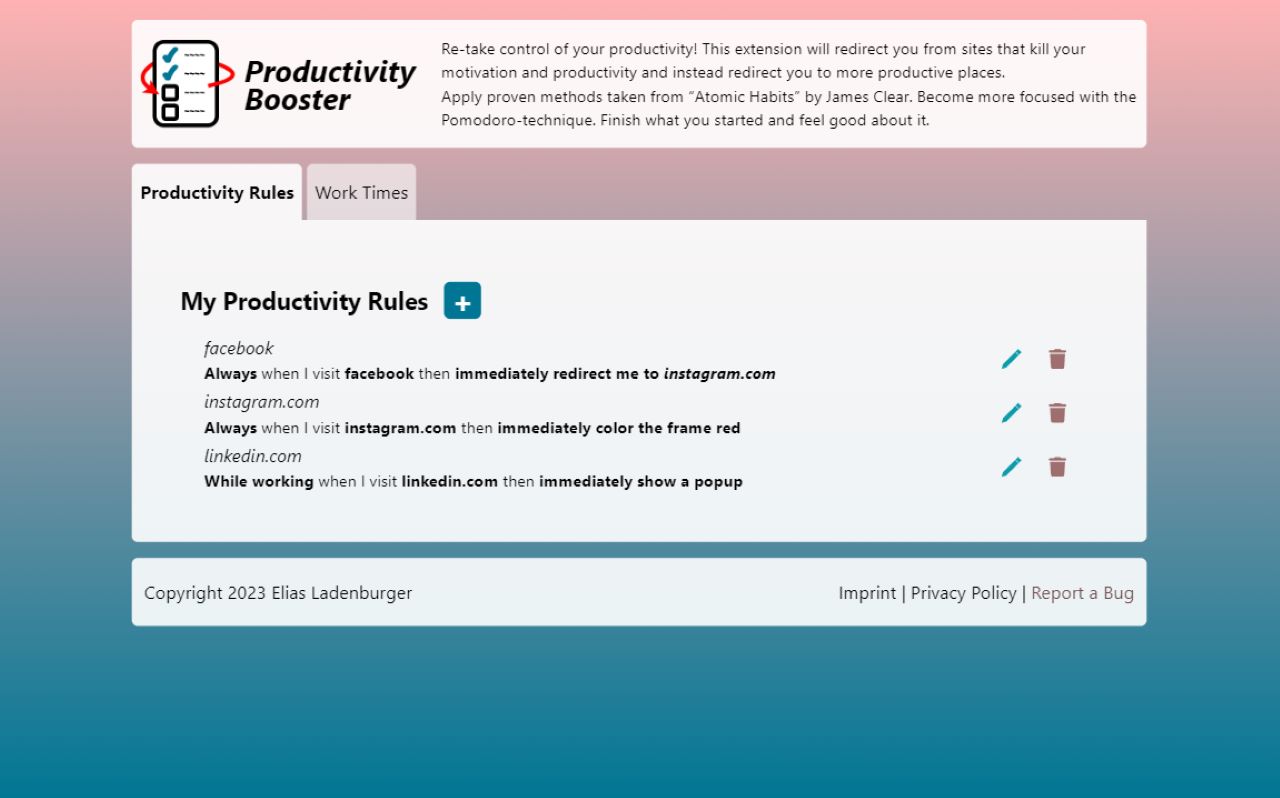 Productivity
Booster
Re-take control of your productivity! This extension will redirect you from sites that kill your
motivation and productivity and instead redirect you to more productive places.
Apply proven methods taken from “Atomic Habits” by James Clear. Become more focused with the
Pomodoro-technique. Finish what you started and feel good about it.
Productivity Rules
Work Times
My Productivity Rules +
facebook
Always when I visit facebook then immediately redirect me to instagram.com
instagram.com
Always when I visit instagram.com then immediately color the frame red
linkedin.com
While working when I visit linkedin.com then immediately show a popup
Copyright 2023 Elias Ladenburger
Imprint | Privacy Policy | Report a Bug